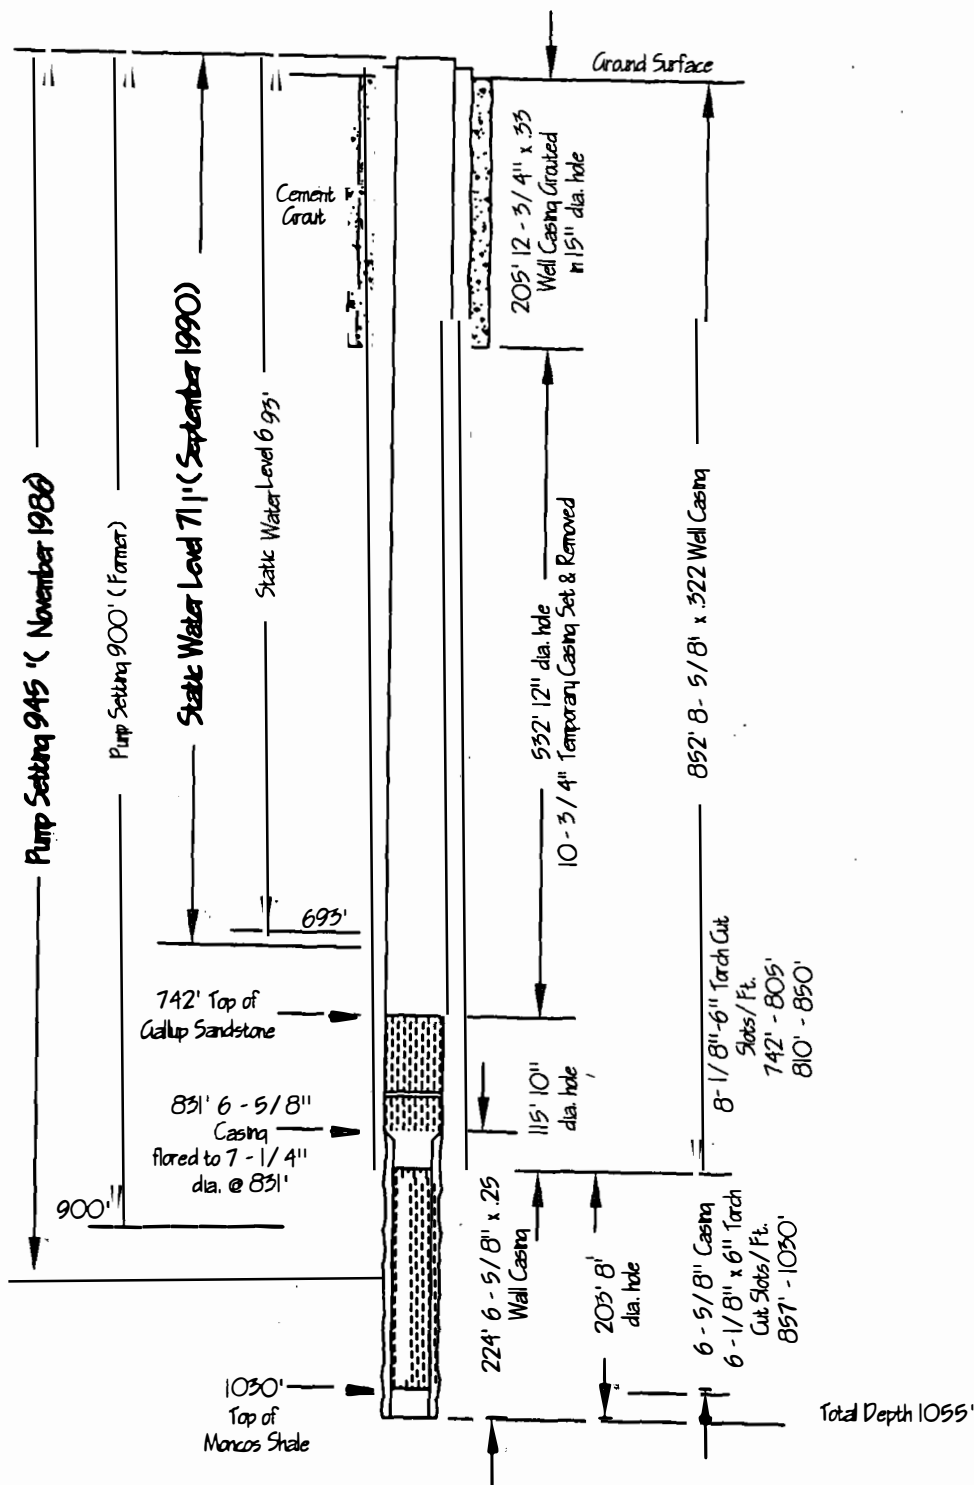 Ground Surface
Cement
Grout
205' 12 - 3/4" x .33
Well Casing Grouted
in 15" dia. hole
Pump Setting 945 '( November 1986)
Pump Setting 900' ( Former)
Static Water Level 711' ( September 1990)
Static Water Level 693'
532' 12" dia. hole
10 - 3/4" Temporary Casing Set & Removed
852' 8- 5/8' x .322 Well Casing
693'
742' Top of
Gallup Sandstone
831' 6 - 5/8"
Casing
flored to 7 - 1/4"
dia. @ 831'
900'
115' 10"
dia. hole
8-1/8"-6" Torch Cut
Slots/Ft.
742' - 805'
810' - 850'
224' 6 - 5/8" x .25
Wall Casing
203' 8'
dia. hole
6 - 5/8" Casing
6 -1/8" x 6" Torch
Cut Slots/Ft.
857' -1030'
1030'
Top of
Moncos Shale
Total Depth 1055'